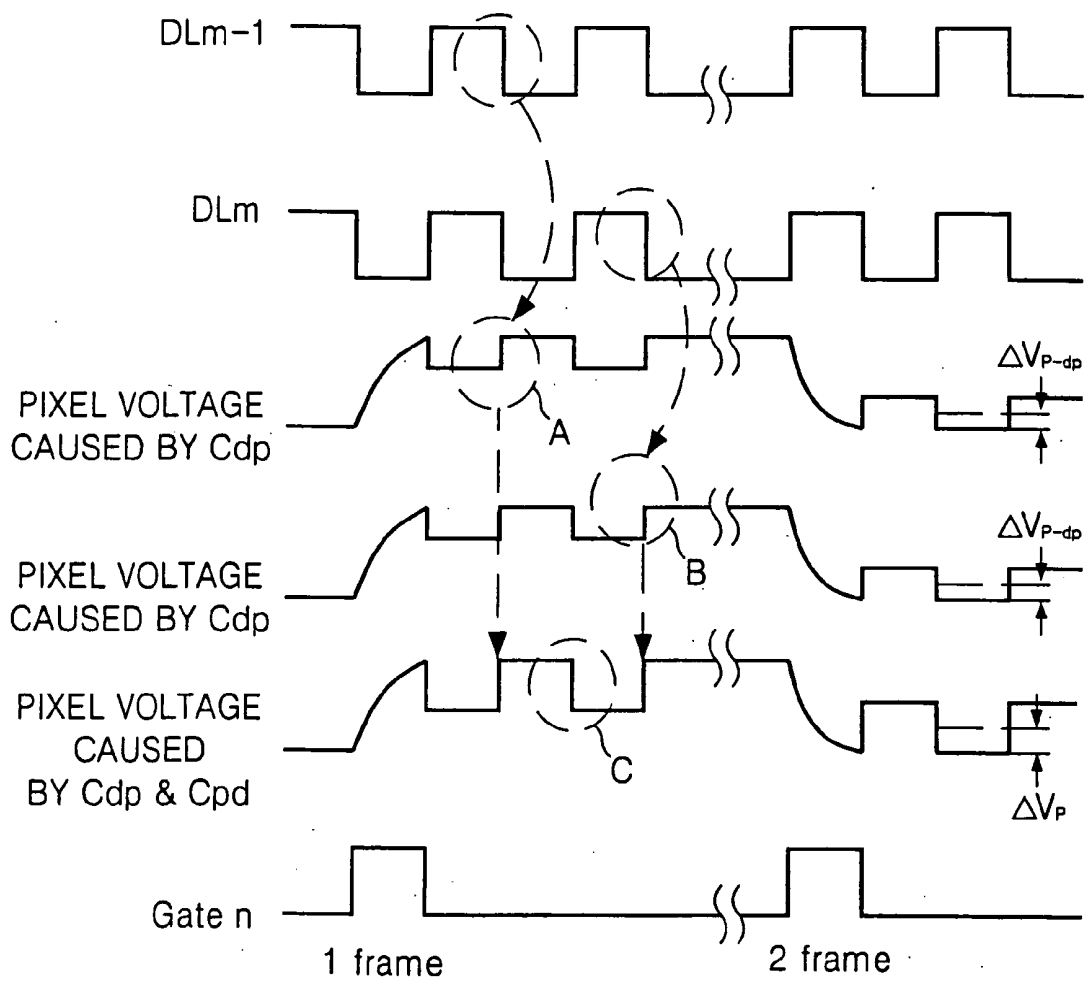 DLm-1
DLm
ΔVP-dp
PIXEL VOLTAGE
CAUSED BY Cdp
A
ΔVP-dp
PIXEL VOLTAGE
CAUSED BY Cdp
B
PIXEL VOLTAGE
CAUSED
BY Cdp & Cpd
C
ΔVP
Gate n
1 frame
2 frame